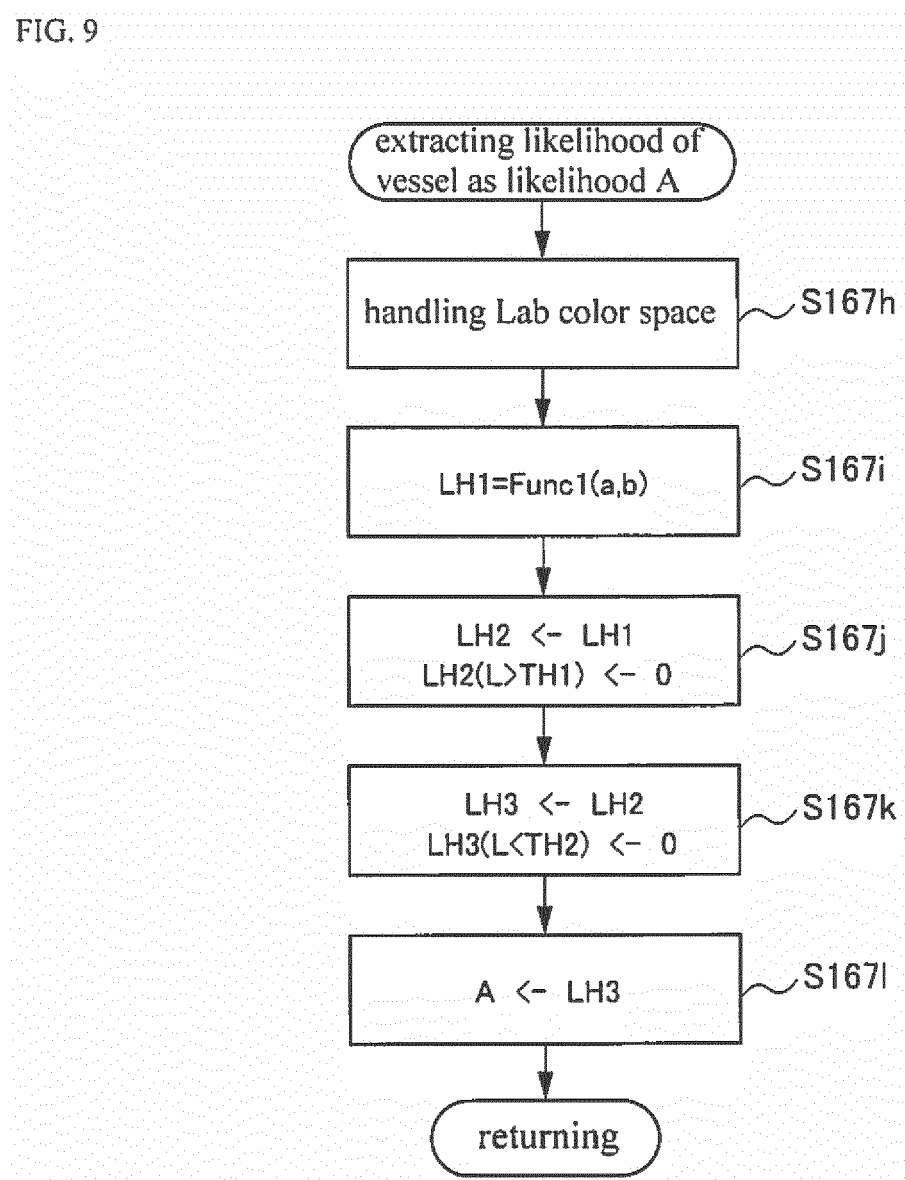 FIG. 9
extracting likelihood of
vessel as likelihood A
handling Lab color space
S167h
LH1=Func1(a,b)
S167i
LH2 <- LH1
LH2(L>TH1) <- 0
S167j
LH3 <- LH2
LH3(L<TH2) <- 0
S167k
A <- LH3
S167l
returning